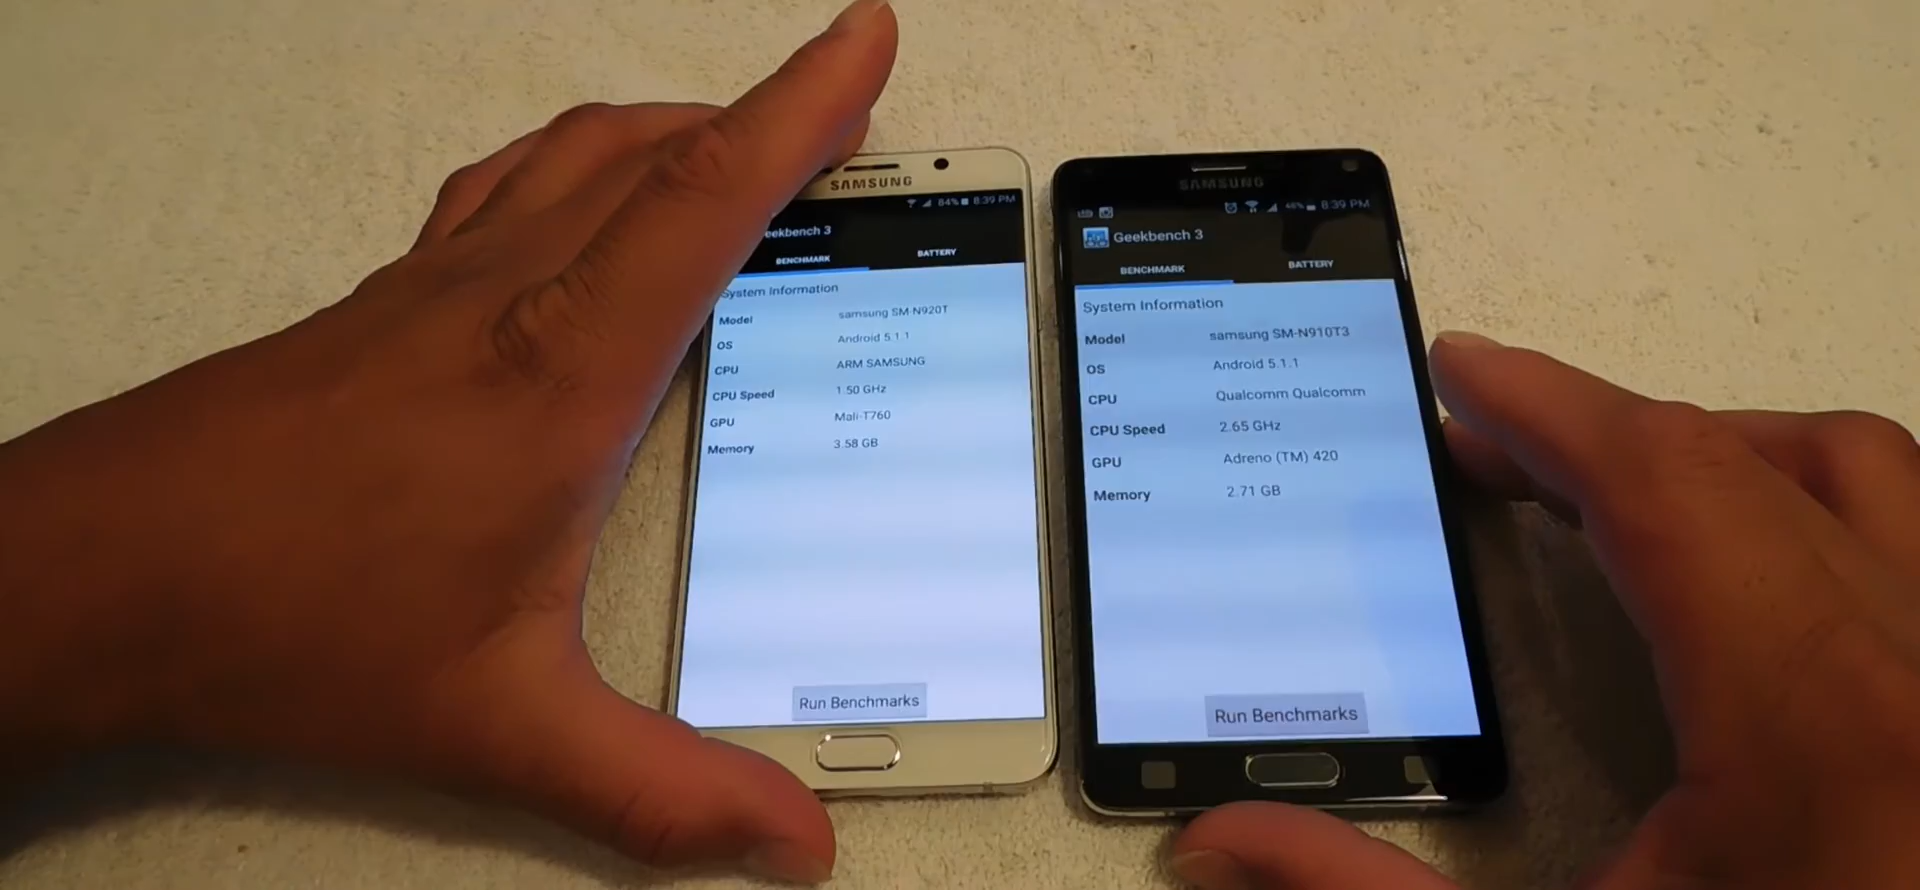 SAMSUNG
84% 8:39 PM
eekbench 3
BENCHMARK BATTERY
System Information
Model samsung SM-N920T
OS Android 5.1.1
CPU ARM SAMSUNG
CPU Speed 1.50 GHz
GPU Mali-T760
Memory 3.58 GB
Run Benchmarks
SAMSUNG
46% 8:39 PM
Geekbench 3
BENCHMARK BATTERY
System Information
Model samsung SM-N910T3
OS Android 5.1.1
CPU Qualcomm Qualcomm
CPU Speed 2.65 GHz
GPU Adreno (TM) 420
Memory 2.71 GB
Run Benchmarks